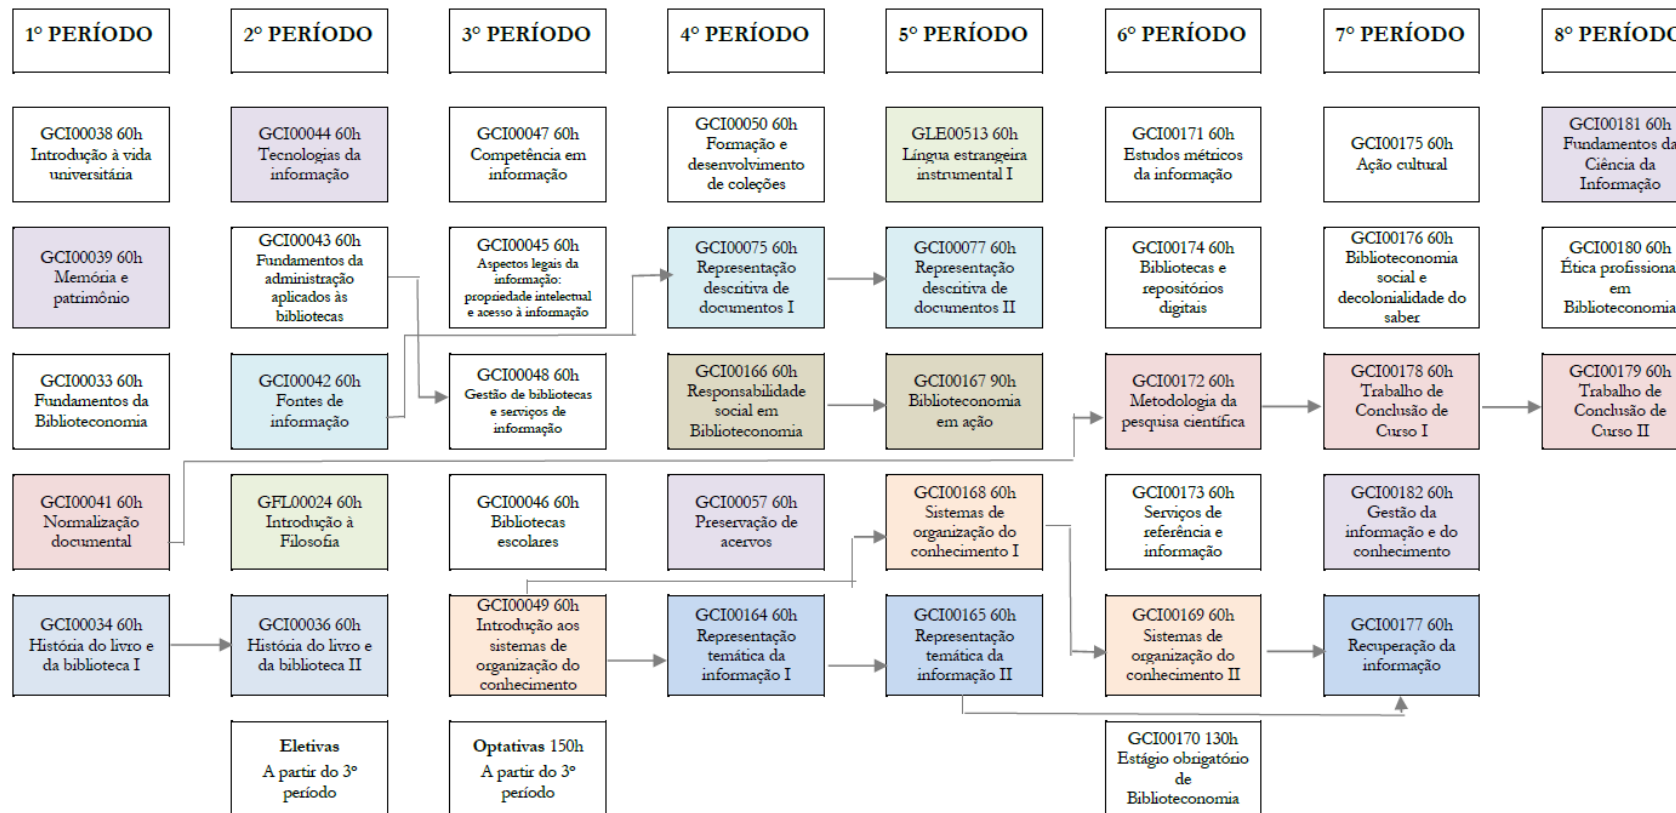 1° PERÍODO
2° PERÍODO
3° PERÍODO
4° PERÍODO
5° PERÍODO
6° PERÍODO
7° PERÍODO
8° PERÍODO
GCI00038 60h
Introdução à vida
universitária
GCI00044 60h
Tecnologias da
informação
GCI00047 60h
Competência em
informação
GCI00050 60h
Formação e
desenvolvimento
de coleções
GLE00513 60h
Língua estrangeira
instrumental I
GCI00171 60h
Estudos métricos
da informação
GCI00175 60h
Ação cultural
GCI00181 60h
Fundamentos da
Ciência da
Informação
GCI00039 60h
Memória e
patrimônio
GCI00043 60h
Fundamentos da
administração
aplicados às
bibliotecas
GCI00045 60h
Aspectos legais da
informação:
propriedade intelectual
e acesso à informação
GCI00075 60h
Representação
descritiva de
documentos I
GCI00077 60h
Representação
descritiva de
documentos II
GCI00174 60h
Bibliotecas e
repositórios
digitais
GCI00176 60h
Biblioteconomia
social e
decolonialidade do
saber
GCI00180 60h
Ética profissiona
em
Biblioteconomia
GCI00033 60h
Fundamentos da
Biblioteconomia
GCI00042 60h
Fontes de
informação
GCI00048 60h
Gestão de bibliotecas
e serviços de
informação
GCI00166 60h
Responsabilidade
social em
Biblioteconomia
GCI00167 90h
Biblioteconomia
em ação
GCI00172 60h
Metodologia da
pesquisa científica
GCI00178 60h
Trabalho de
Conclusão de
Curso I
GCI00179 60h
Trabalho de
Conclusão de
Curso II
GCI00041 60h
Normalização
documental
GFL00024 60h
Introdução à
Filosofia
GCI00046 60h
Bibliotecas
escolares
GCI00057 60h
Preservação de
acervos
GCI00168 60h
Sistemas de
organização do
conhecimento I
GCI00173 60h
Serviços de
referência e
informação
GCI00182 60h
Gestão da
informação e do
conhecimento
GCI00034 60h
História do livro e
da biblioteca I
GCI00036 60h
História do livro e
da biblioteca II
GCI00049 60h
Introdução aos
sistemas de
organização do
conhecimento
GCI00164 60h
Representação
temática da
informação I
GCI00165 60h
Representação
temática da
informação II
GCI00169 60h
Sistemas de
organização do
conhecimento II
GCI00177 60h
Recuperação da
informação
Eletivas
A partir do 3º
período
Optativas 150h
A partir do 3º
período
GCI00170 130h
Estágio obrigatório
de
Biblioteconomia